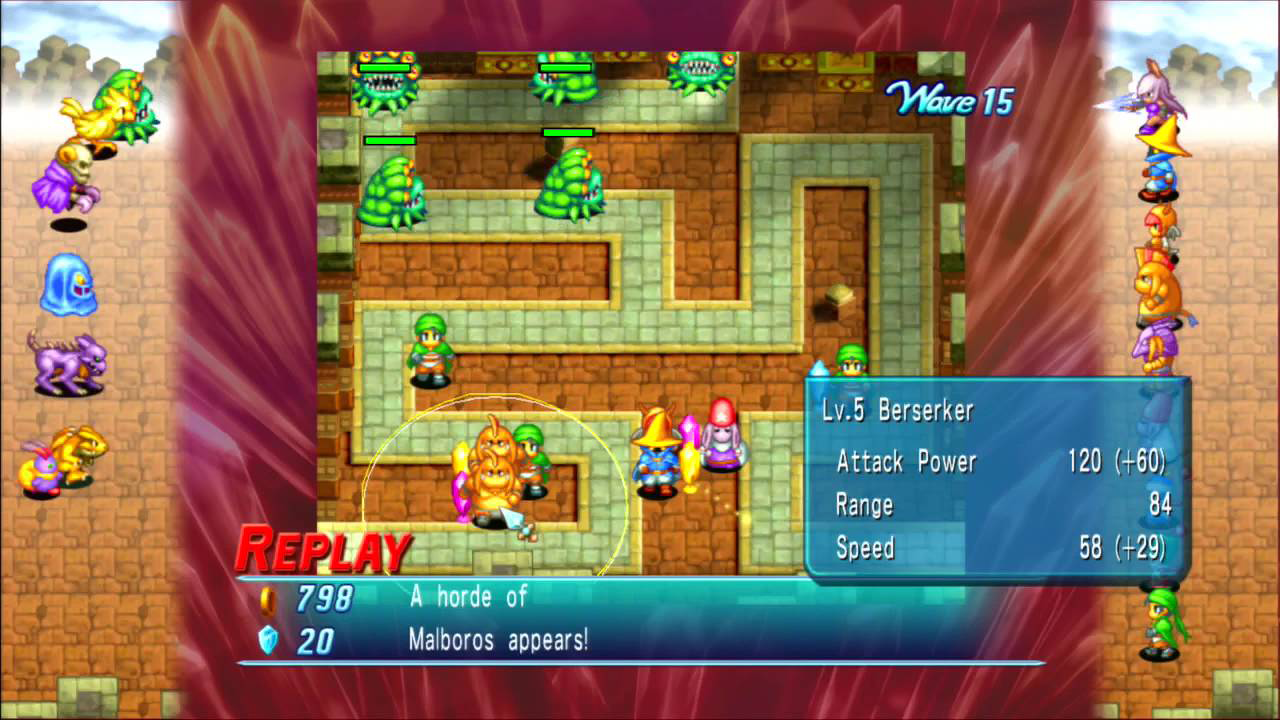 Wave 15
Lv.5 Berserker
Attack Power 120 (+60)
Range 84
Speed 58 (+29)
REPLAY
798 A horde of
20 Malboros appears!